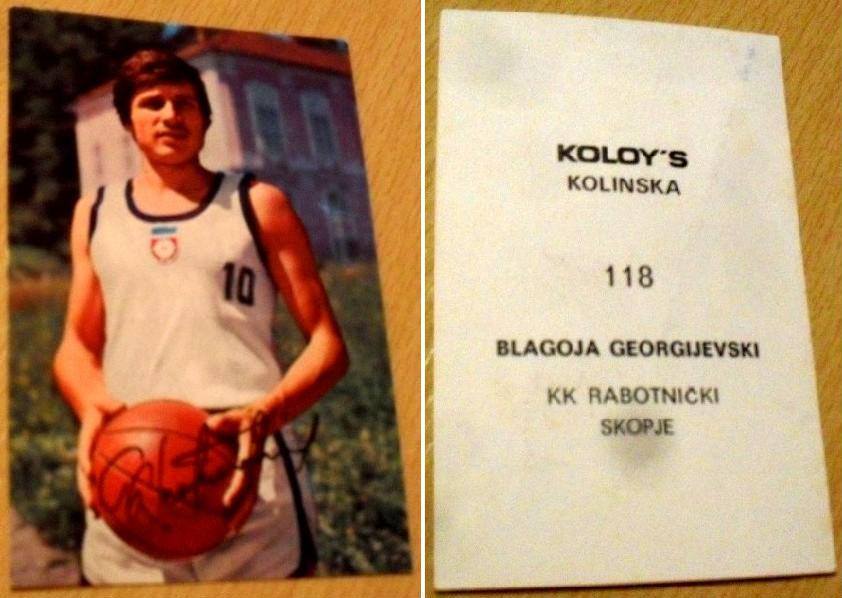 10
KOLOY'S
KOLINSKA
118
BLAGOJA GEORGIJEVSKI
KK RABOTNIČKI
SKOPJE